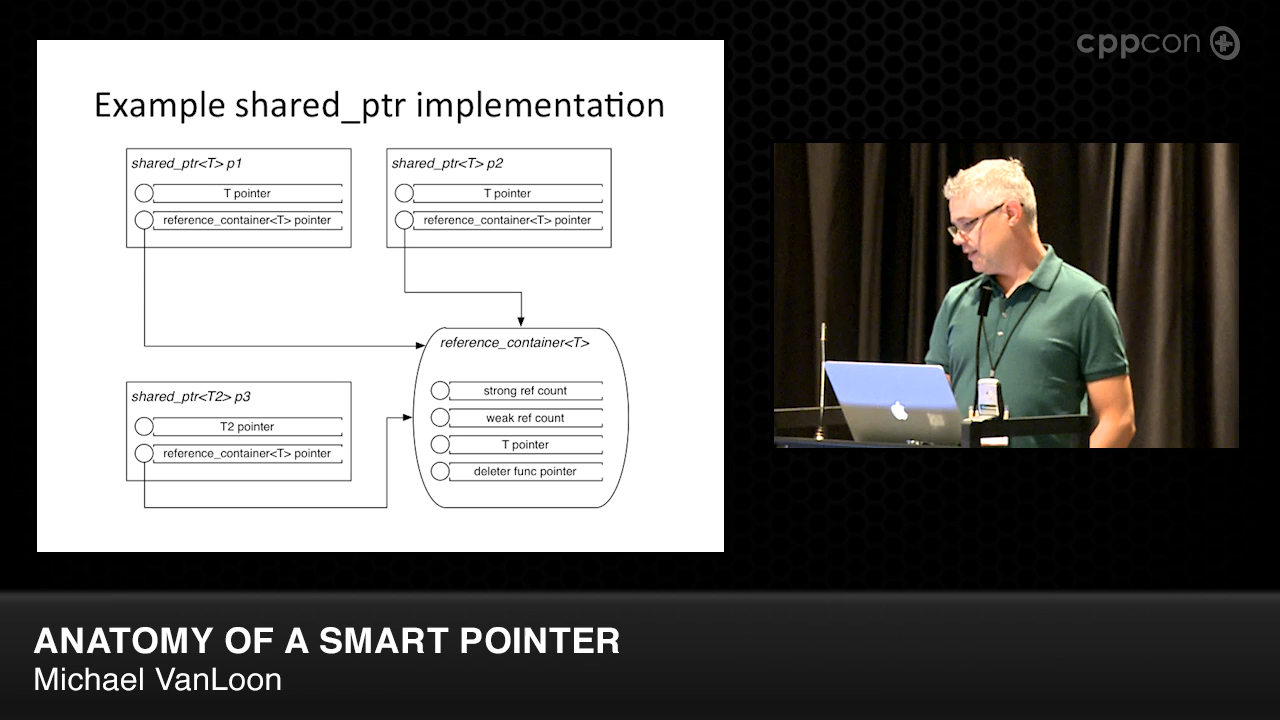 cppcon
Example shared_ptr implementation
shared_ptr<T> p1
T pointer
reference_container<T> pointer
shared_ptr<T> p2
T pointer
reference_container<T> pointer
reference_container<T>
strong ref count
weak ref count
T pointer
deleter func pointer
shared_ptr<T2> p3
T2 pointer
reference_container<T> pointer
ANATOMY OF A SMART POINTER
Michael VanLoon